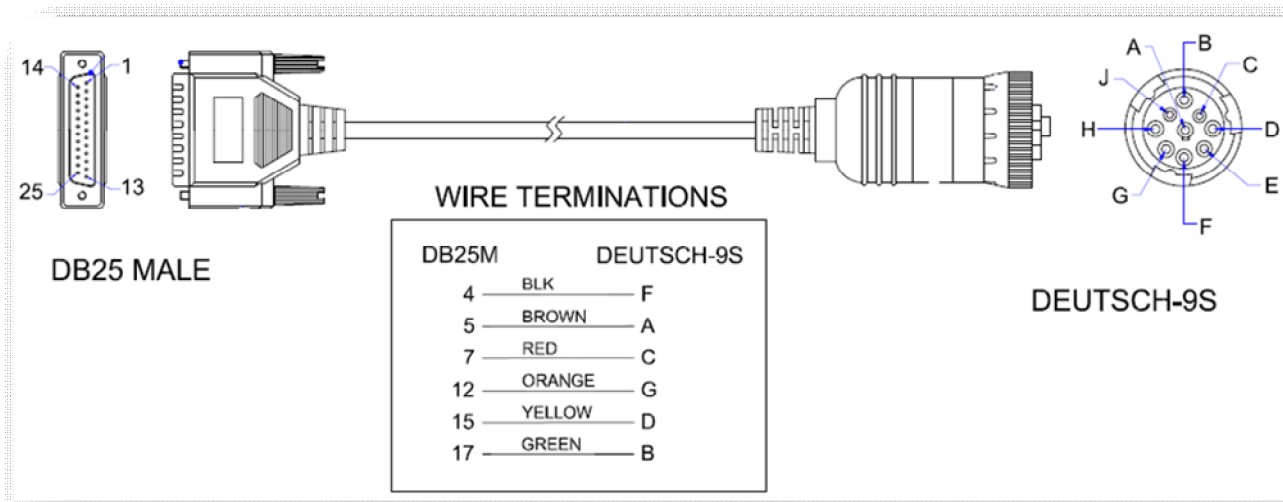 14
1
25
13
DB25 MALE
A
B
C
J
H
D
G
E
F
DEUTSCH-9S
WIRE TERMINATIONS
DB25M DEUTSCH-9S
4 BLK F
5 BROWN A
7 RED C
12 ORANGE G
15 YELLOW D
17 GREEN B